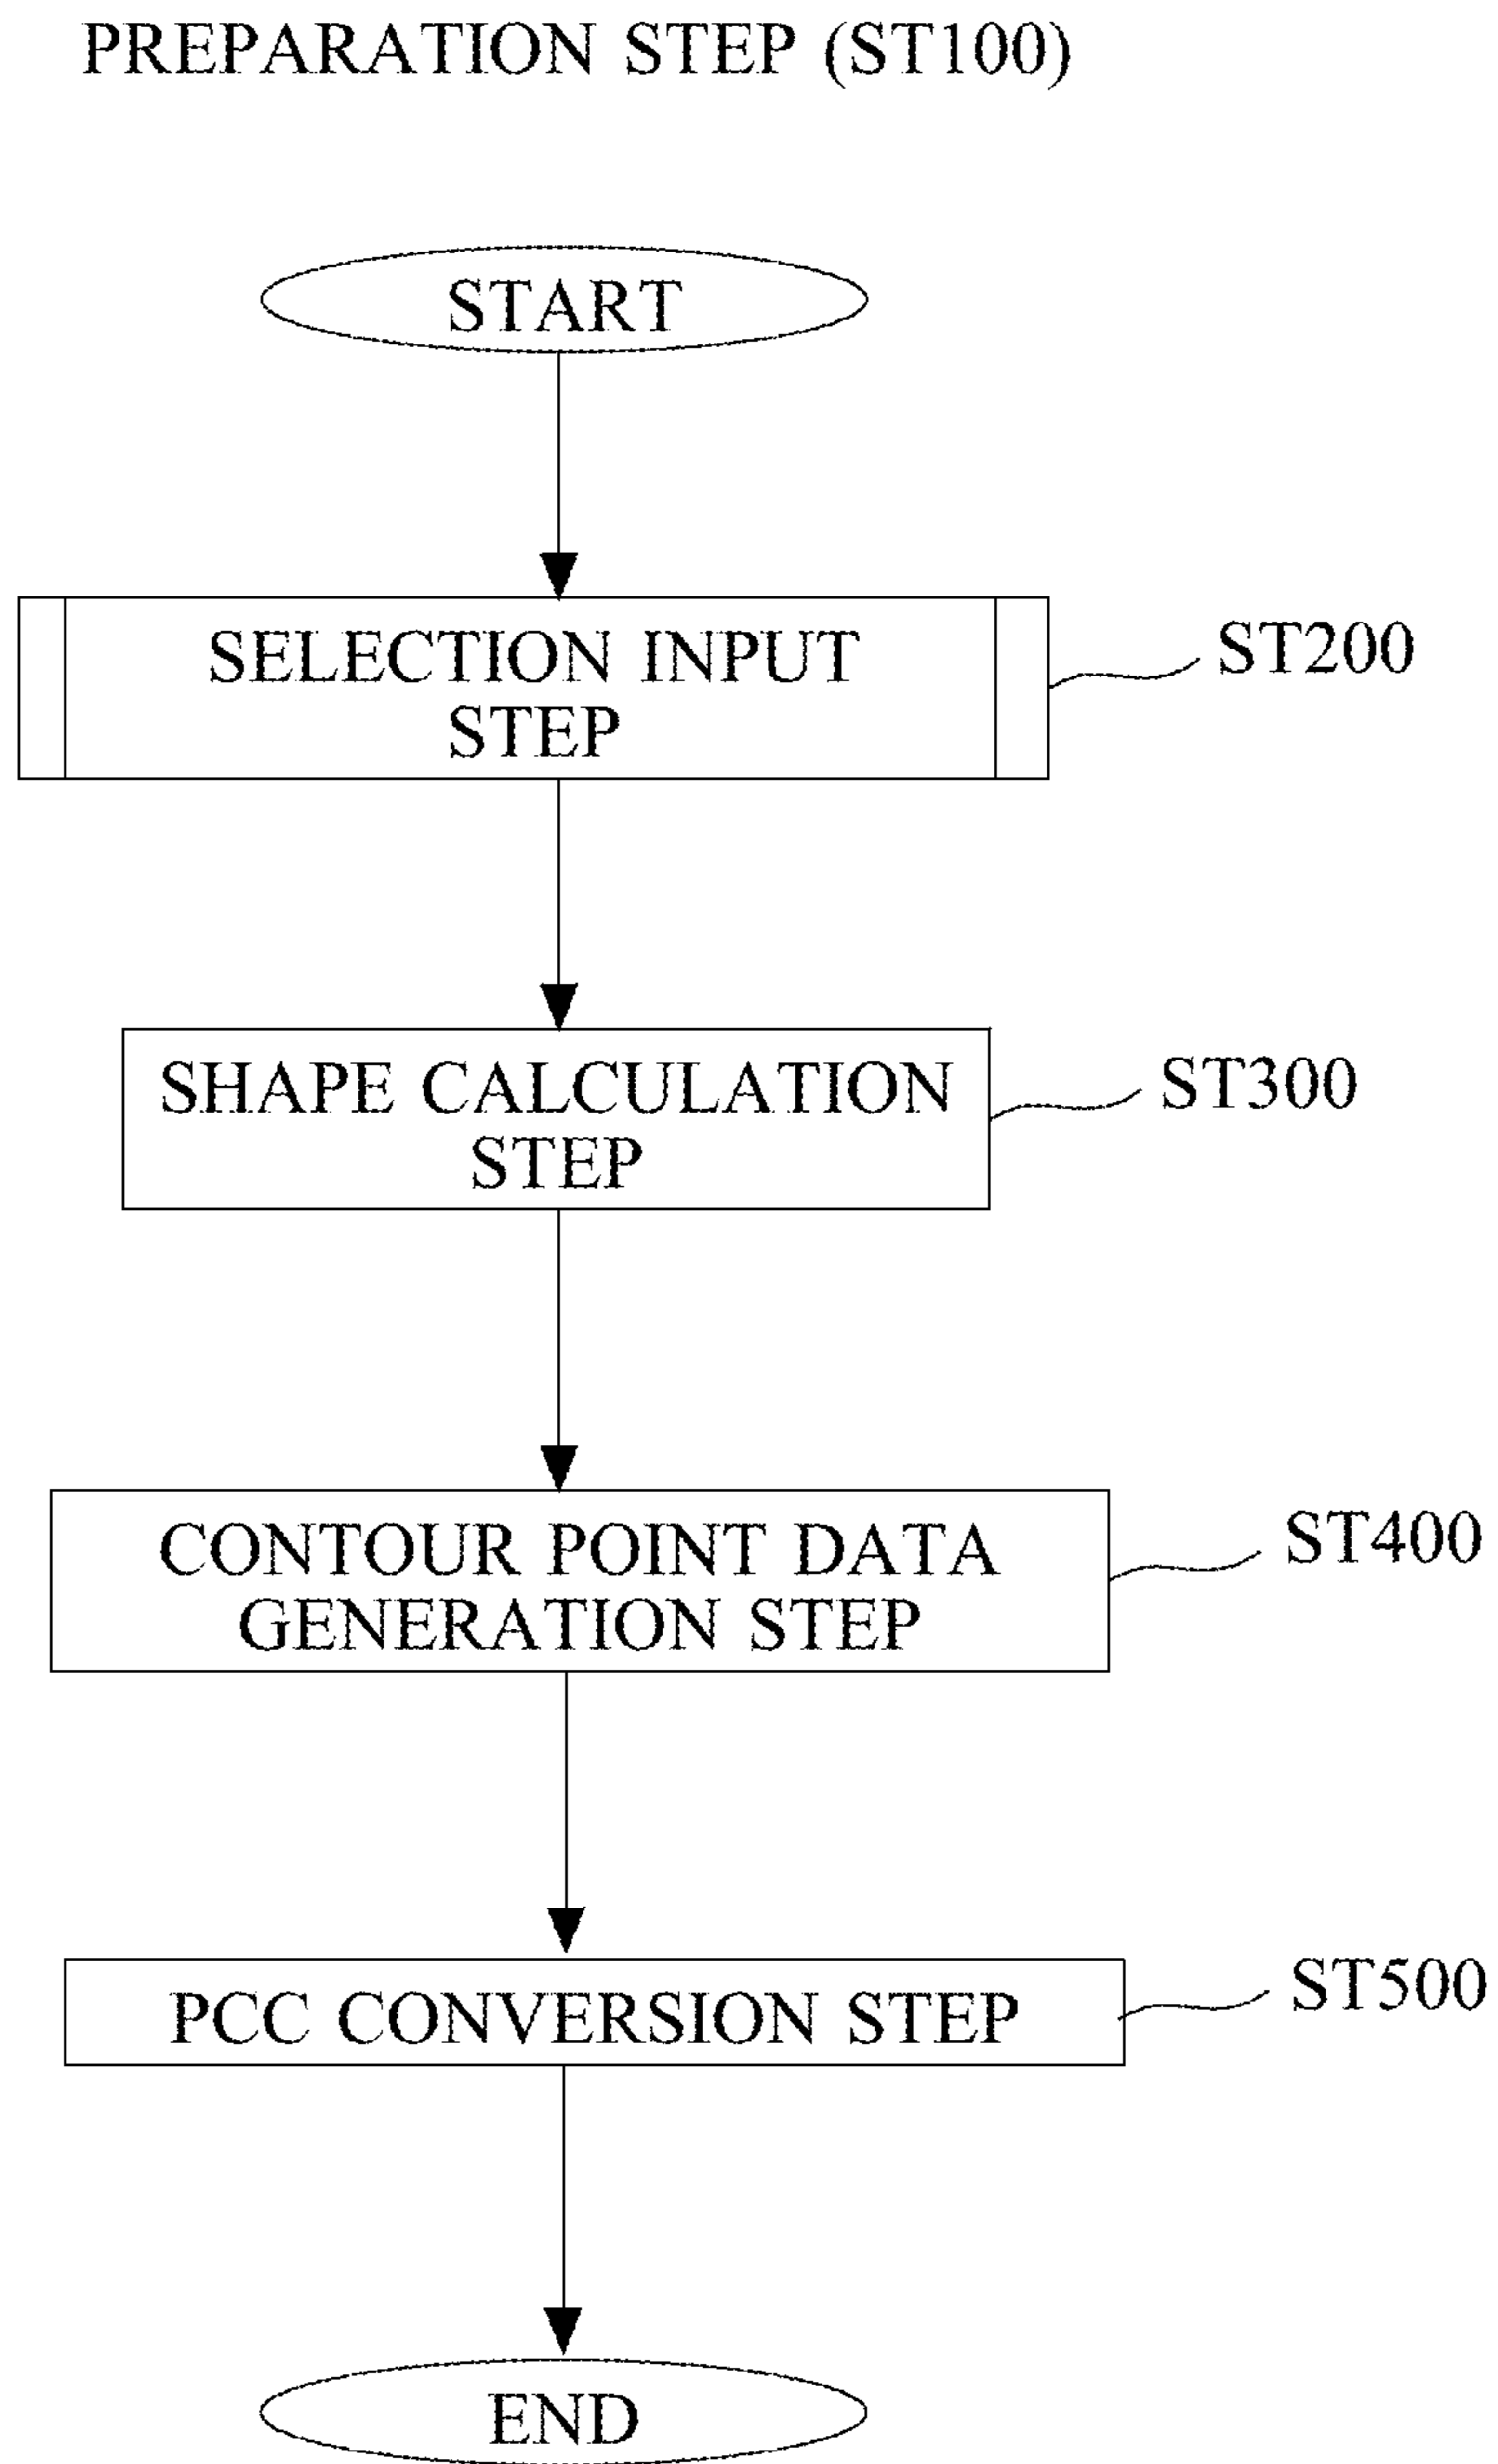 PREPARATION STEP (ST100)
START
SELECTION INPUT
STEP
ST200
SHAPE CALCULATION
STEP
ST300
CONTOUR POINT DATA
GENERATION STEP
ST400
PCC CONVERSION STEP
ST500
END